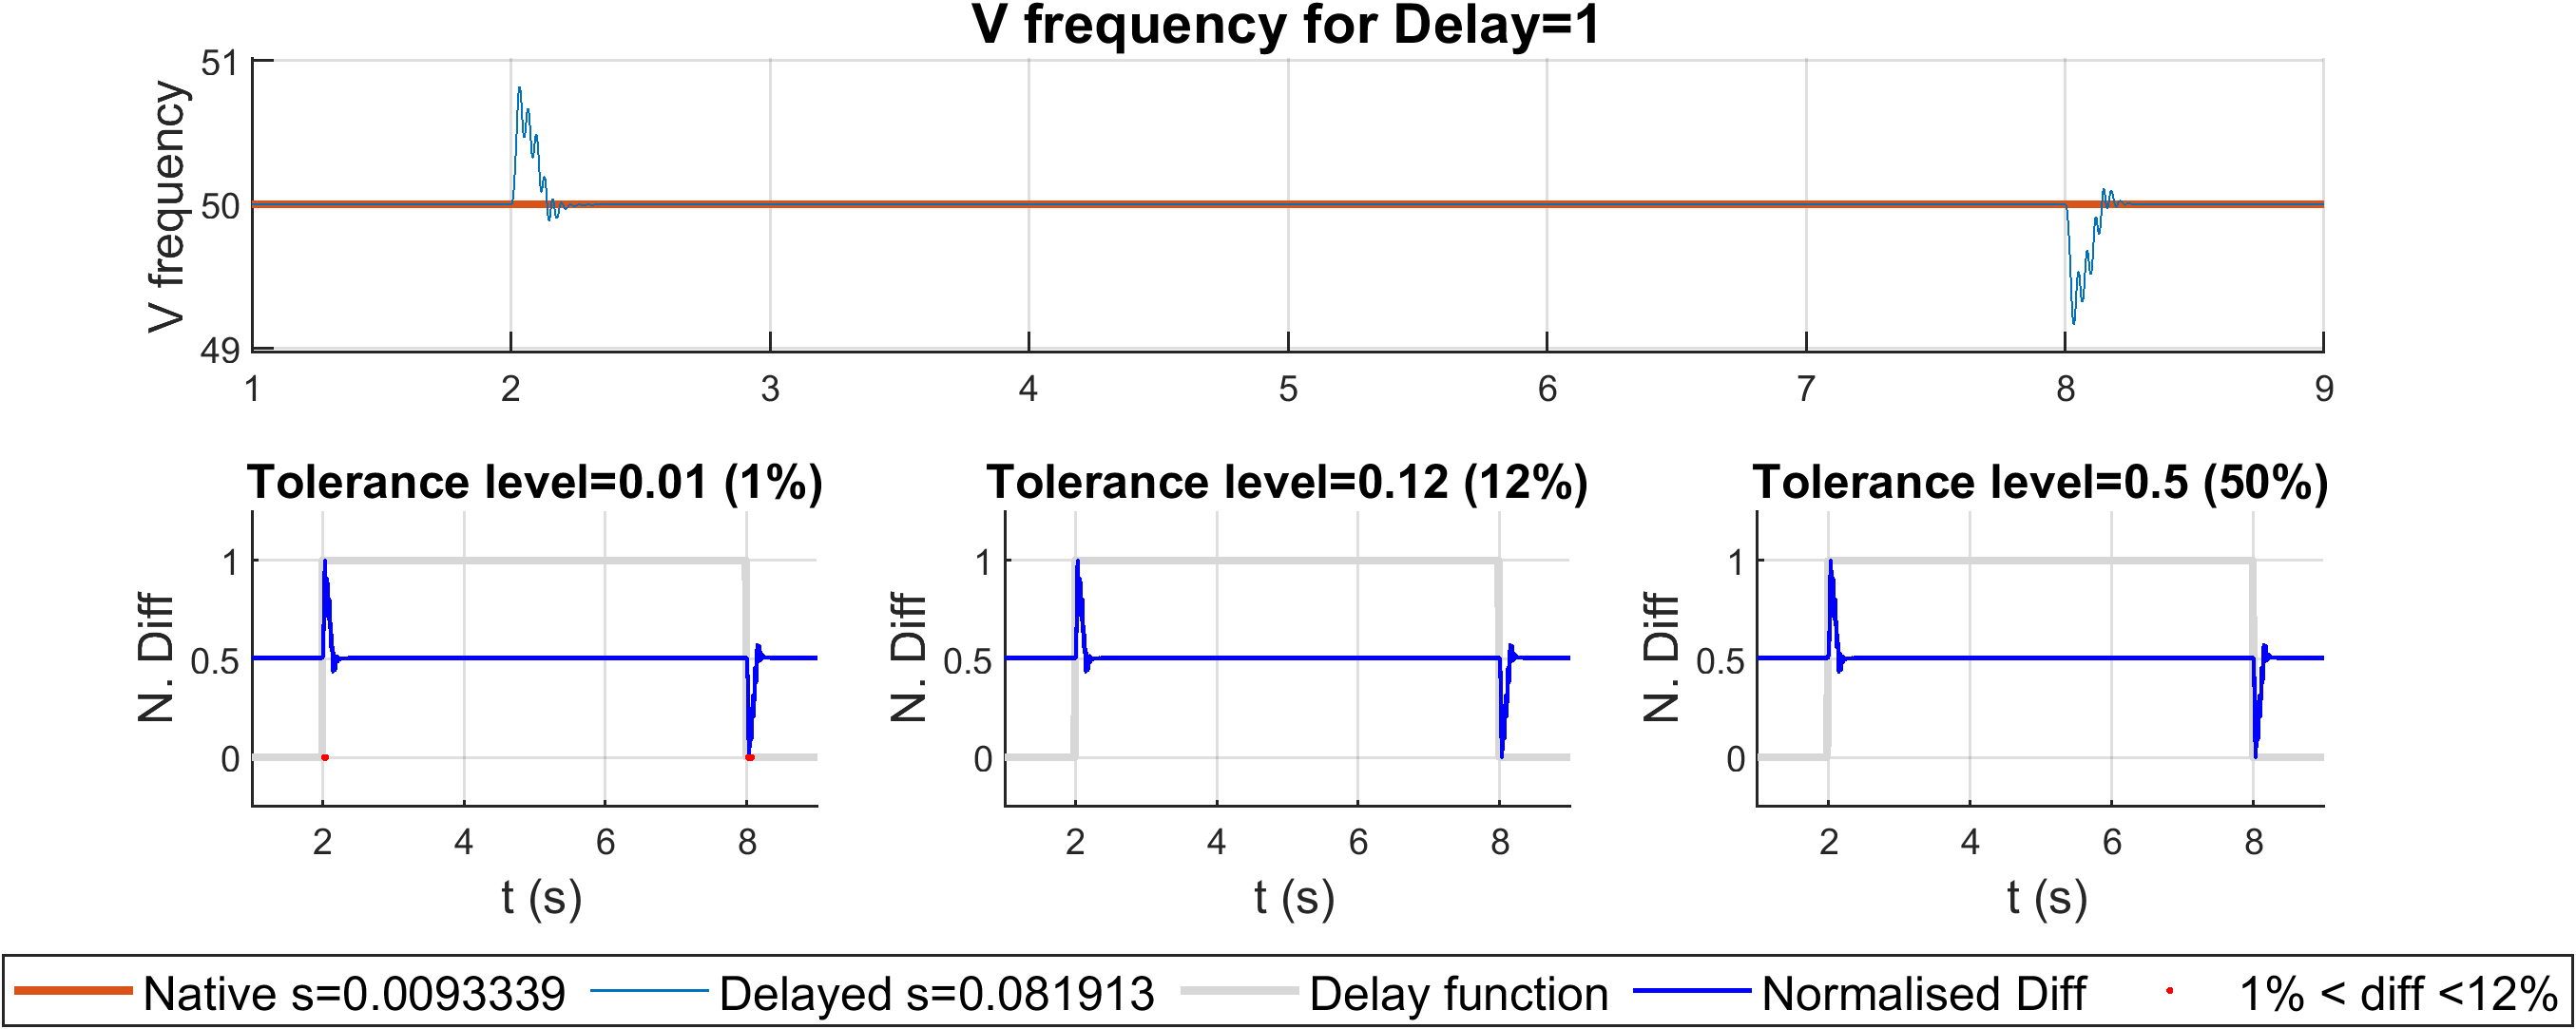 V frequency for Delay=1
V frequency
51
50
49
1 2 3 4 5 6 7 8 9
Tolerance level=0.01 (1%)
N. Diff
1
0.5
0
2 4 6 8
t (s)
Tolerance level=0.12 (12%)
N. Diff
1
0.5
0
2 4 6 8
t (s)
Tolerance level=0.5 (50%)
N. Diff
1
0.5
0
2 4 6 8
t (s)
Native s=0.0093339 Delayed s=0.081913 Delay function Normalised Diff 1% < diff <12%